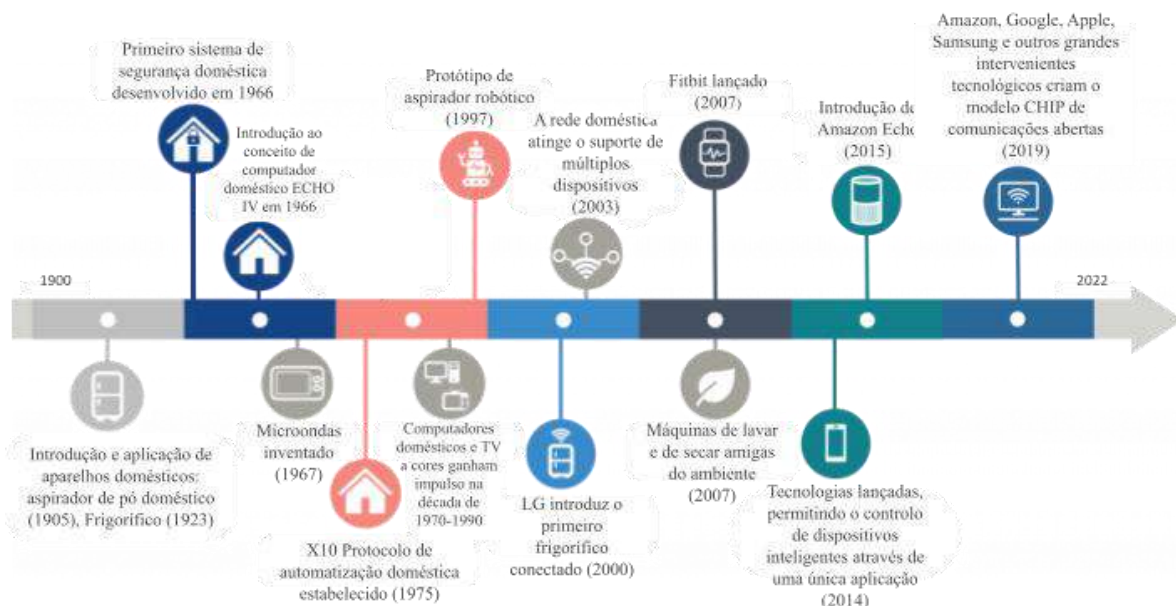 Primeiro sistema de
segurança doméstica
desenvolvido em 1966
Introdução ao
conceito de
computador
doméstico ECHO
IV em 1966
Protótipo de
aspirador robótico
(1997)
A rede doméstica
atinge o suporte de
múltiplos
dispositivos
(2003)
Fitbit lançado
(2007)
Introdução do
Amazon Echo
(2015)
Amazon, Google, Apple,
Samsung e outros grandes
intervenientes
tecnológicos criam o
modelo CHIP de
comunicações abertas
(2019)
1900
2022
Introdução e aplicação de
aparelhos domésticos:
aspirador de pó doméstico
(1905), Frigorífico (1923)
Microondas
inventado
(1967)
X10 Protocolo de
automatização doméstica
estabelecido (1975)
Computadores
domésticos e TV
a cores ganham
impulso na
década de
1970-1990
LG introduz o
primeiro
frigorífico
conectado (2000)
Máquinas de lavar
e de secar amigas
do ambiente
(2007)
Tecnologias lançadas,
permitindo o controlo
de dispositivos
inteligentes através de
uma única aplicação
(2014)